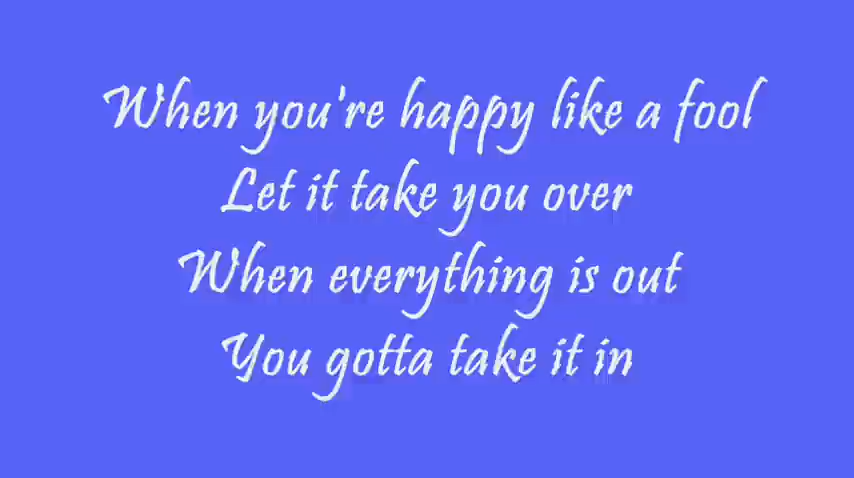 When you're happy like a fool
Let it take you over
When everything is out
You gotta take it in